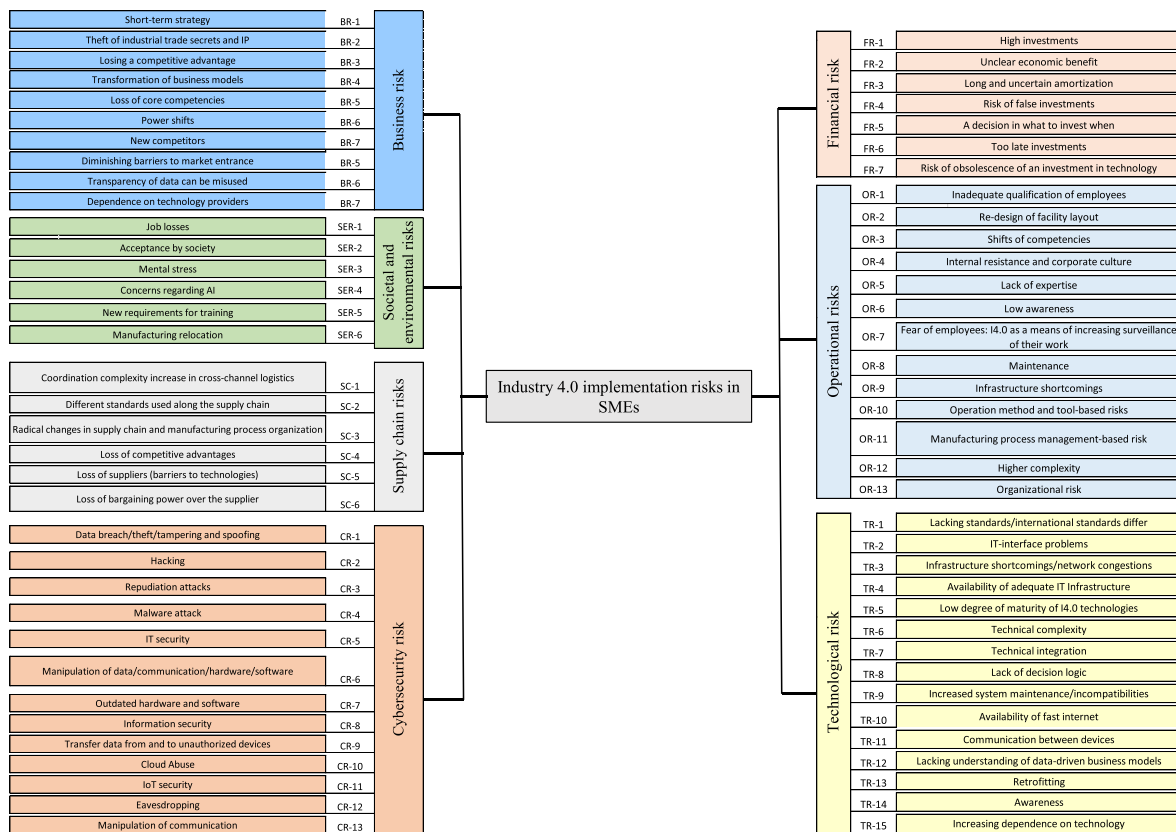 Short-term strategy BR-1
Theft of industrial trade secrets and IP BR-2
Losing a competitive advantage BR-3
Transformation of business models BR-4
Loss of core competencies BR-5
Power shifts BR-6
New competitors BR-7
Diminishing barriers to market entrance BR-5
Transparency of data can be misused BR-6
Dependence on technology providers BR-7
Business risk
Job losses SER-1
Acceptance by society SER-2
Mental stress SER-3
Concerns regarding AI SER-4
New requirements for training SER-5
Manufacturing relocation SER-6
Societal and
environmental risks
Coordination complexity increase in cross-channel logistics SC-1
Different standards used along the supply chain SC-2
Radical changes in supply chain and manufacturing process organization SC-3
Loss of competitive advantages SC-4
Loss of suppliers (barriers to technologies) SC-5
Loss of bargaining power over the supplier SC-6
Supply chain risks
Data breach/theft/tampering and spoofing CR-1
Hacking CR-2
Repudiation attacks CR-3
Malware attack CR-4
IT security CR-5
Manipulation of data/communication/hardware/software CR-6
Outdated hardware and software CR-7
Information security CR-8
Transfer data from and to unauthorized devices CR-9
Cloud Abuse CR-10
IoT security CR-11
Eavesdropping CR-12
Manipulation of communication CR-13
Cybersecurity risk
Industry 4.0 implementation risks in
SMEs
Financial risk
FR-1 High investments
FR-2 Unclear economic benefit
FR-3 Long and uncertain amortization
FR-4 Risk of false investments
FR-5 A decision in what to invest when
FR-6 Too late investments
FR-7 Risk of obsolescence of an investment in technology
Operational risks
OR-1 Inadequate qualification of employees
OR-2 Re-design of facility layout
OR-3 Shifts of competencies
OR-4 Internal resistance and corporate culture
OR-5 Lack of expertise
OR-6 Low awareness
OR-7 Fear of employees: I4.0 as a means of increasing surveillance
of their work
OR-8 Maintenance
OR-9 Infrastructure shortcomings
OR-10 Operation method and tool-based risks
OR-11 Manufacturing process management-based risk
OR-12 Higher complexity
OR-13 Organizational risk
Technological risk
TR-1 Lacking standards/international standards differ
TR-2 IT-interface problems
TR-3 Infrastructure shortcomings/network congestions
TR-4 Availability of adequate IT Infrastructure
TR-5 Low degree of maturity of I4.0 technologies
TR-6 Technical complexity
TR-7 Technical integration
TR-8 Lack of decision logic
TR-9 Increased system maintenance/incompatibilities
TR-10 Availability of fast internet
TR-11 Communication between devices
TR-12 Lacking understanding of data-driven business models
TR-13 Retrofitting
TR-14 Awareness
TR-15 Increasing dependence on technology